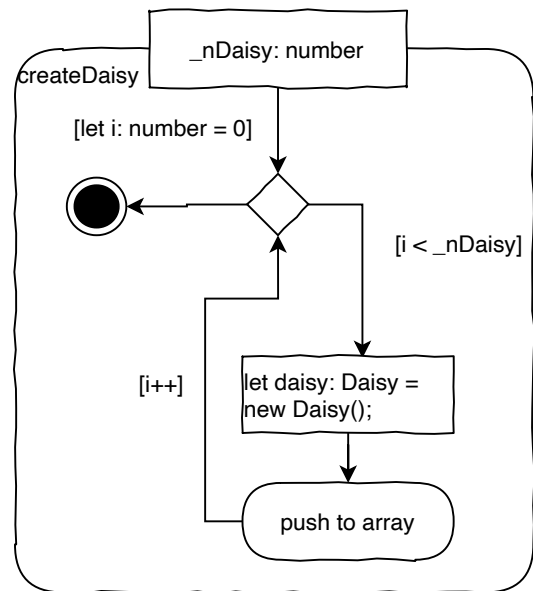 _nDaisy: number
createDaisy
[let i: number = 0]
[i < _nDaisy]
[i++]
let daisy: Daisy =
new Daisy();
push to array